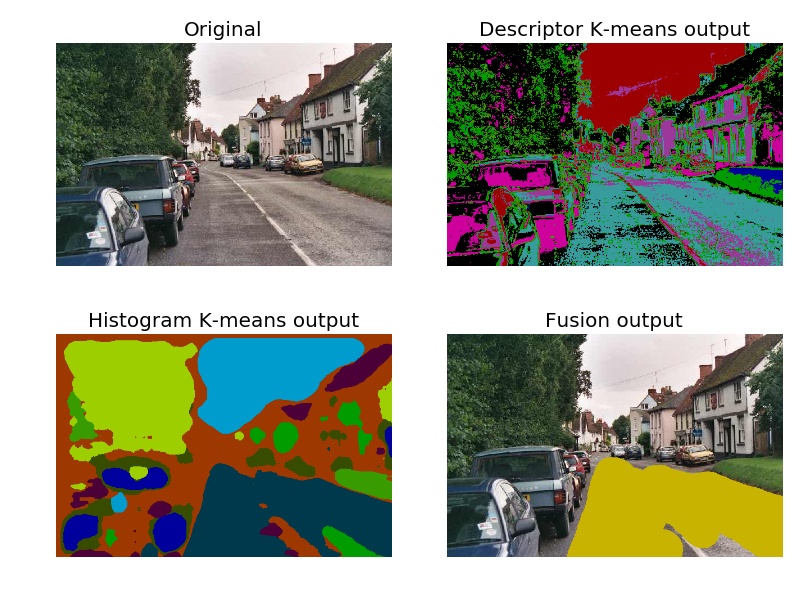 Original
Descriptor K-means output
Histogram K-means output
Fusion output